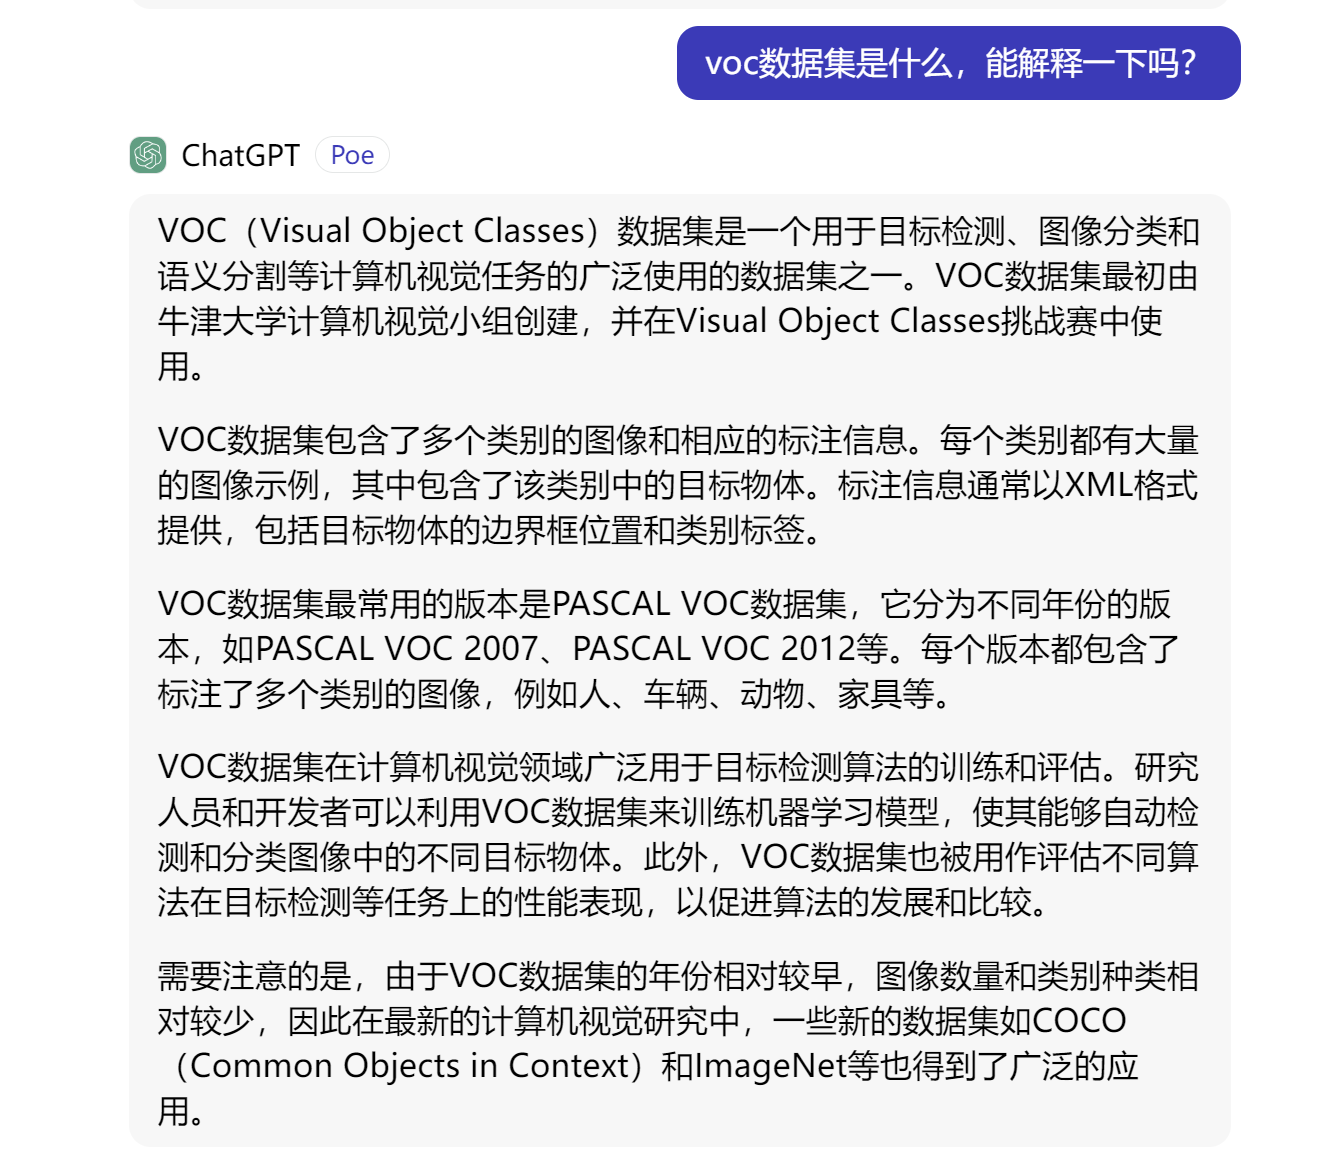 voc数据集是什么，能解释一下吗？
ChatGPT Poe
VOC（Visual Object Classes）数据集是一个用于目标检测、图像分类和
语义分割等计算机视觉任务的广泛使用的数据集之一。VOC数据集最初由
牛津大学计算机视觉小组创建，并在Visual Object Classes挑战赛中使
用。
VOC数据集包含了多个类别的图像和相应的标注信息。每个类别都有大量
的图像示例，其中包含了该类别中的目标物体。标注信息通常以XML格式
提供，包括目标物体的边界框位置和类别标签。
VOC数据集最常用的版本是PASCAL VOC数据集，它分为不同年份的版
本，如PASCAL VOC 2007、PASCAL VOC 2012等。每个版本都包含了
标注了多个类别的图像，例如人、车辆、动物、家具等。
VOC数据集在计算机视觉领域广泛用于目标检测算法的训练和评估。研究
人员和开发者可以利用VOC数据集来训练机器学习模型，使其能够自动检
测和分类图像中的不同目标物体。此外，VOC数据集也被用作评估不同算
法在目标检测等任务上的性能表现，以促进算法的发展和比较。
需要注意的是，由于VOC数据集的年份相对较早，图像数量和类别种类相
对较少，因此在最新的计算机视觉研究中，一些新的数据集如COCO
（Common Objects in Context）和ImageNet等也得到了广泛的应
用。